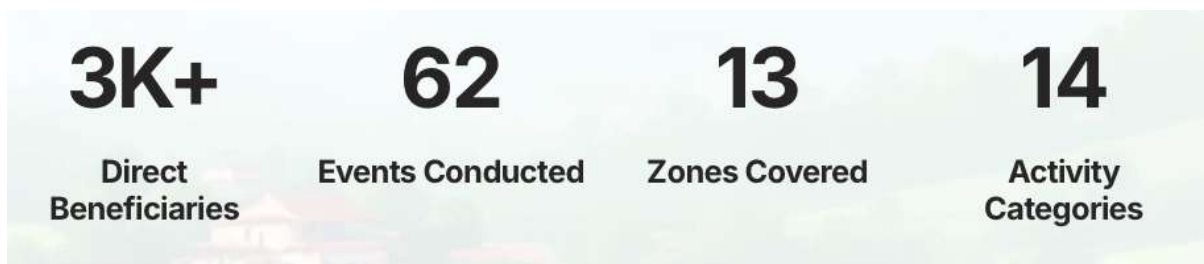 3K+
Direct
Beneficiaries
62
Events Conducted
13
Zones Covered
14
Activity
Categories